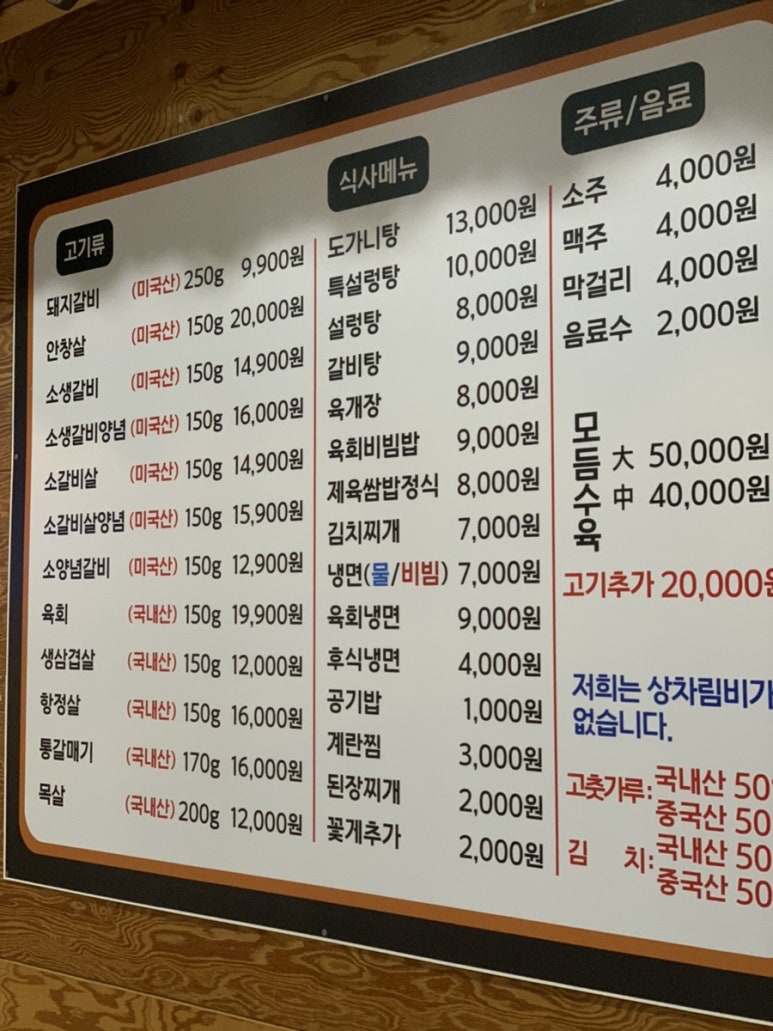 고기류
돼지갈비 (미국산) 250g 9,900원
안창살 (미국산) 150g 20,000원
소생갈비 (미국산) 150g 14,900원
소생갈비양념 (미국산) 150g 16,000원
소갈비살 (미국산) 150g 14,900원
소갈비살양념 (미국산) 150g 15,900원
소양념갈비 (미국산) 150g 12,900원
육회 (국내산) 150g 19,900원
생삼겹살 (국내산) 150g 12,000원
항정살 (국내산) 150g 16,000원
통갈매기 (국내산) 170g 16,000원
목살 (국내산) 200g 12,000원
식사메뉴
도가니탕 13,000원
특설렁탕 10,000원
설렁탕 8,000원
갈비탕 9,000원
육개장 8,000원
육회비빔밥 9,000원
제육쌈밥정식 8,000원
김치찌개 7,000원
냉면(물/비빔) 7,000원
육회냉면 9,000원
후식냉면 4,000원
공기밥 1,000원
계란찜 3,000원
된장찌개 2,000원
꽃게추가 2,000원
주류/음료
소주 4,000원
맥주 4,000원
막걸리 4,000원
음료수 2,000원
모듬수육
大 50,000원
中 40,000원
고기추가 20,000원
저희는 상차림비가
없습니다.
고춧가루: 국내산 50
중국산 50
김 치: 국내산 50
중국산 50